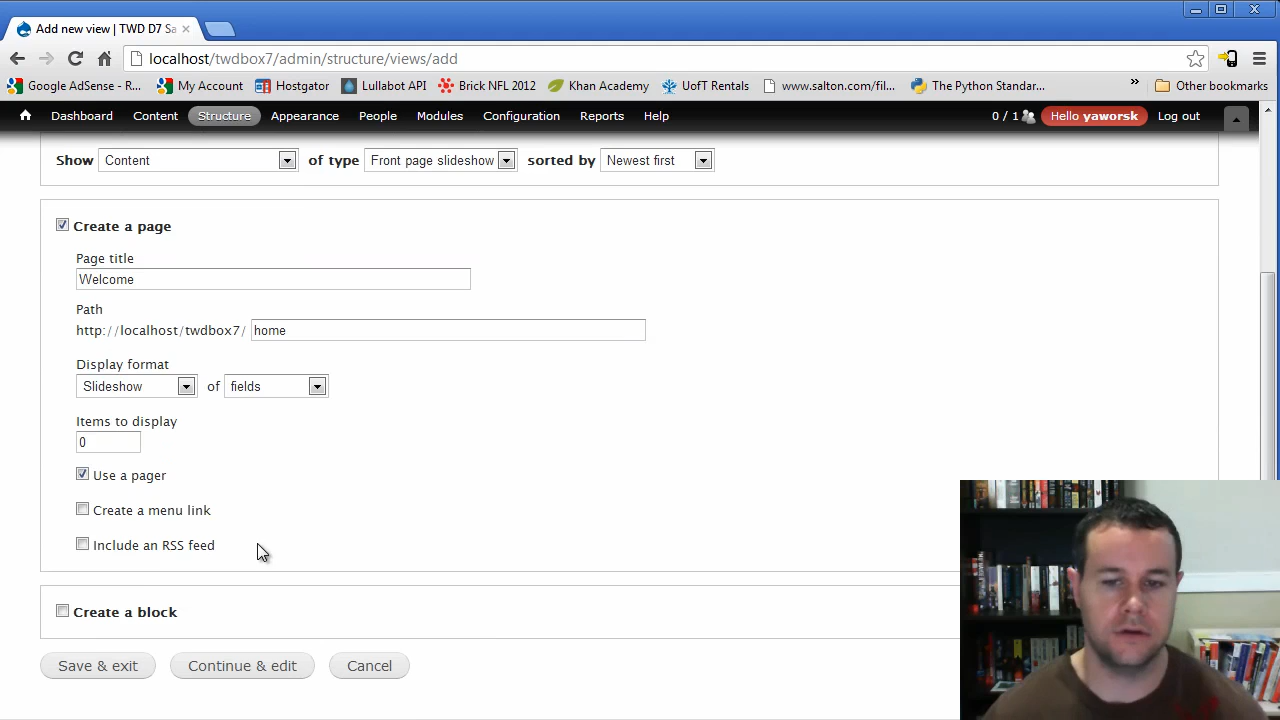 Add new view | TWD D7 Sa
localhost/twdbox7/admin/structure/views/add
Google AdSense - R... My Account Hostgator Lullabot API Brick NFL 2012 Khan Academy UofT Rentals www.salton.com/fil... The Python Standar... » Other bookmarks
Dashboard Content Structure Appearance People Modules Configuration Reports Help 0 / 1 Hello yaworsk Log out
Show Content of type Front page slideshow sorted by Newest first
Create a page
Page title
Welcome
Path
http://localhost/twdbox7/ home
Display format
Slideshow of fields
Items to display
0
Use a pager
Create a menu link
Include an RSS feed
Create a block
Save & exit Continue & edit Cancel